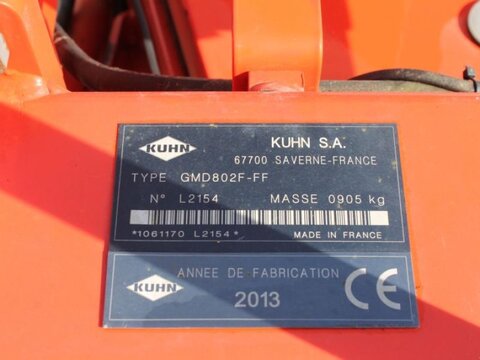 KUHN
KUHN S.A.
67700 SAVERNE-FRANCE
TYPE GMD802F-FF
N° L2154 MASSE 0905 kg
*1061170 L2154* MADE IN FRANCE
KUHN
ANNEE DE FABRICATION
2013
CE